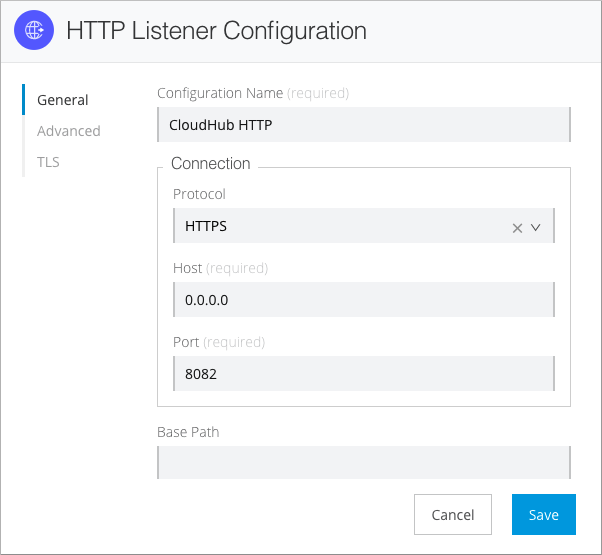 HTTP Listener Configuration
General
Advanced
TLS
Configuration Name (required)
CloudHub HTTP
Connection
Protocol
HTTPS
Host (required)
0.0.0.0
Port (required)
8082
Base Path
Cancel
Save